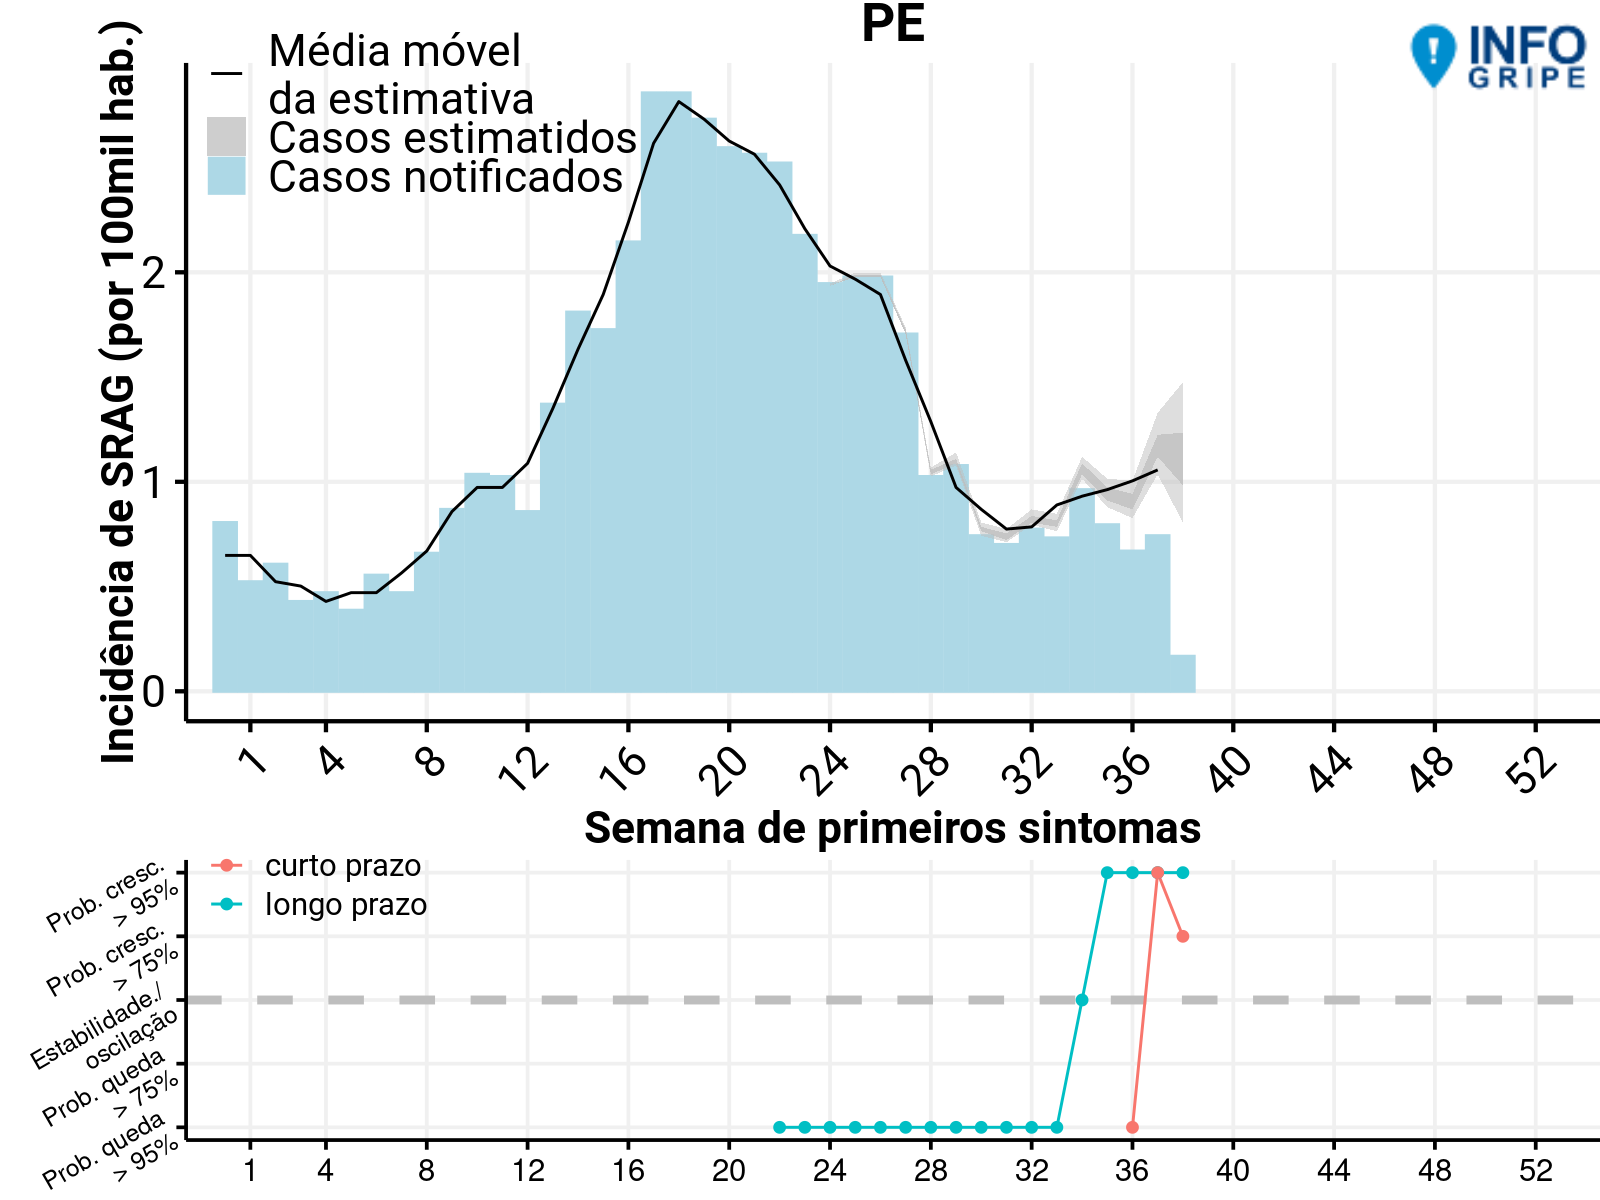 PE
INFO
GRIPE
Média móvel
da estimativa
Casos estimatidos
Casos notificados
Incidência de SRAG (por 100mil hab.)
2
1
0
1 4 8 12 16 20 24 28 32 36 40 44 48 52
Semana de primeiros sintomas
curto prazo
longo prazo
Prob. cresc.
> 95%
Prob. cresc.
> 75%
Estabilidade./
oscilação
Prob. queda
> 75%
Prob. queda
> 95%
1 4 8 12 16 20 24 28 32 36 40 44 48 52